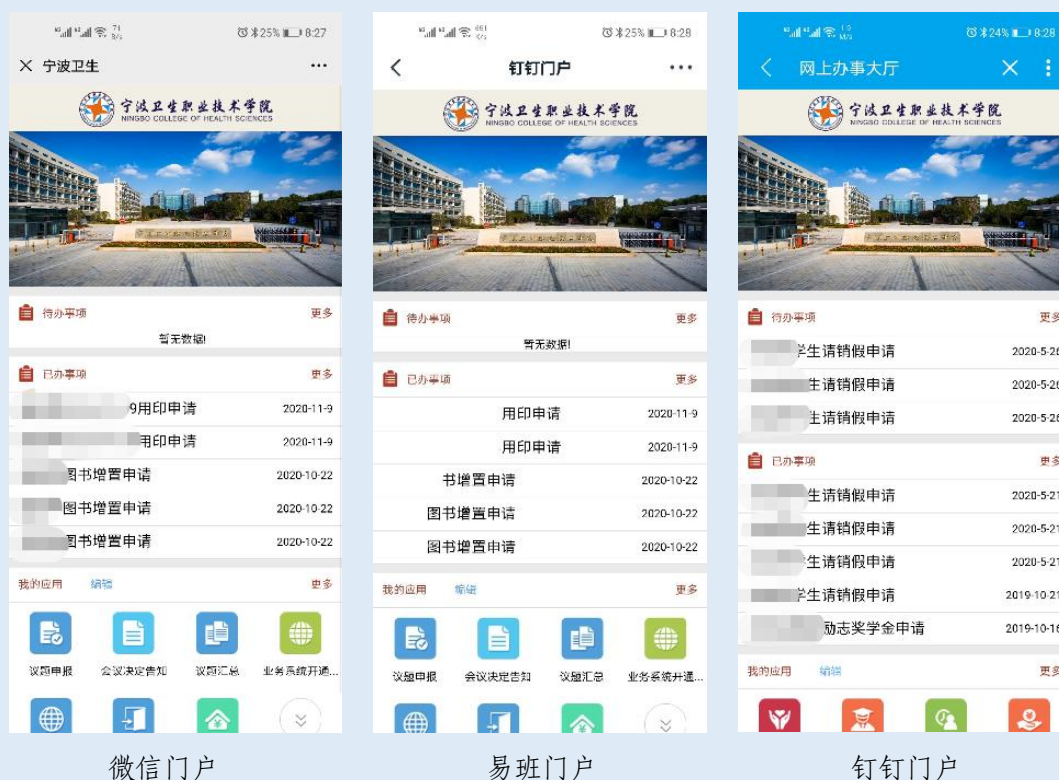 8:27
25%
× 宁波卫生
宁波卫生职业技术学院
NINGBO COLLEGE OF HEALTH SCIENCES
待办事项 更多
暂无数据!
已办事项 更多
9用印申请 2020-11-9
用印申请 2020-11-9
图书增置申请 2020-10-22
图书增置申请 2020-10-22
图书增置申请 2020-10-22
我的应用 编辑 更多
议题申报 会议决定告知 议题汇总 业务系统开通...
微信门户
25% 8:28
钉钉门户
宁波卫生职业技术学院
NINGBO COLLEGE OF HEALTH SCIENCES
待办事项 更多
暂无数据!
已办事项 更多
用印申请 2020-11-9
用印申请 2020-11-9
书增置申请 2020-10-22
图书增置申请 2020-10-22
图书增置申请 2020-10-22
我的应用 编辑 更多
议题申报 会议决定告知 议题汇总 业务系统开通...
易班门户
24% 8:28
网上办事大厅
宁波卫生职业技术学院
NINGBO COLLEGE OF HEALTH SCIENCES
待办事项 更多
学生请销假申请 2020-5-26
生请销假申请 2020-5-26
生请销假申请 2020-5-26
已办事项 更多
生请销假申请 2020-5-21
生请销假申请 2020-5-21
生请销假申请 2020-5-21
学生请销假申请 2019-10-21
励志奖学金申请 2019-10-16
我的应用 编辑 更多
钉钉门户